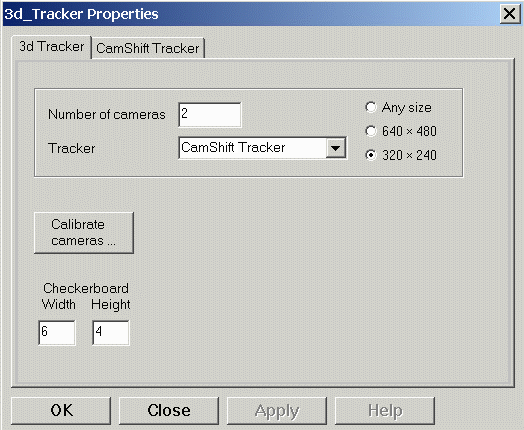 3d_Tracker Properties
3d Tracker
CamShift Tracker
Number of cameras
2
Tracker
CamShift Tracker
Any size
640 × 480
320 × 240
Calibrate
cameras ...
Checkerboard
Width Height
6 4
OK Close Apply Help